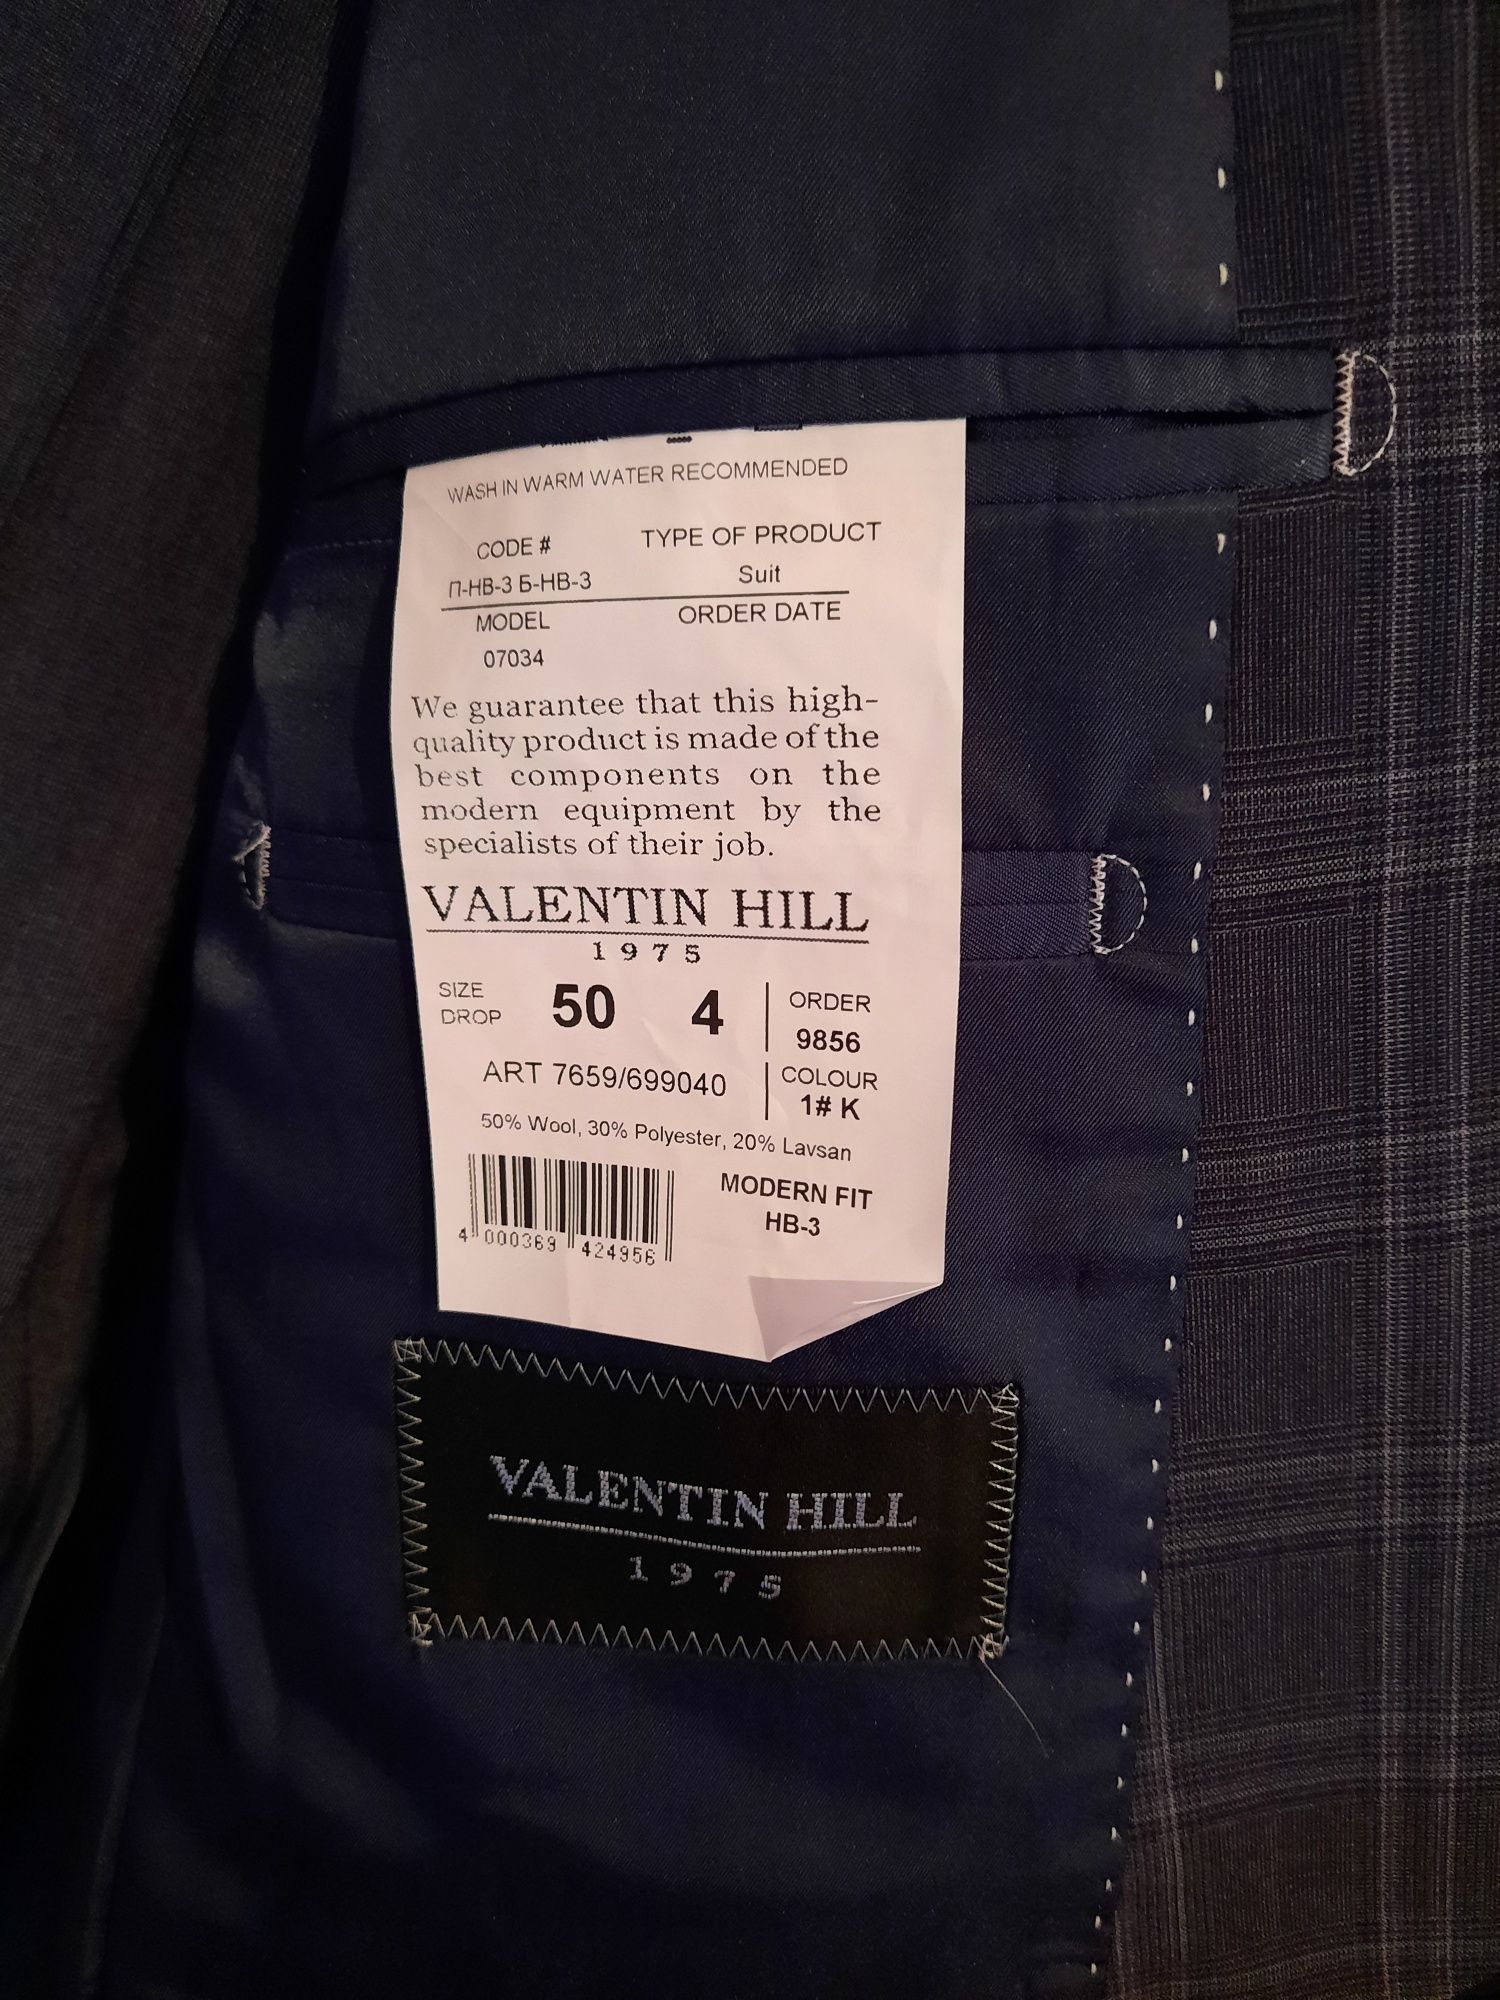 WASH IN WARM WATER RECOMMENDED
CODE # TYPE OF PRODUCT
П-НВ-3 Б-НВ-3 Suit
MODEL ORDER DATE
07034
We guarantee that this high-
quality product is made of the
best components on the
modern equipment by the
specialists of their job.
VALENTIN HILL
1975
SIZE
DROP 50 4 ORDER
9856
ART 7659/699040 COLOUR
1# K
50% Wool, 30% Polyester, 20% Lavsan
MODERN FIT
HB-3
4 000369 424956
VALENTIN HILL
1975